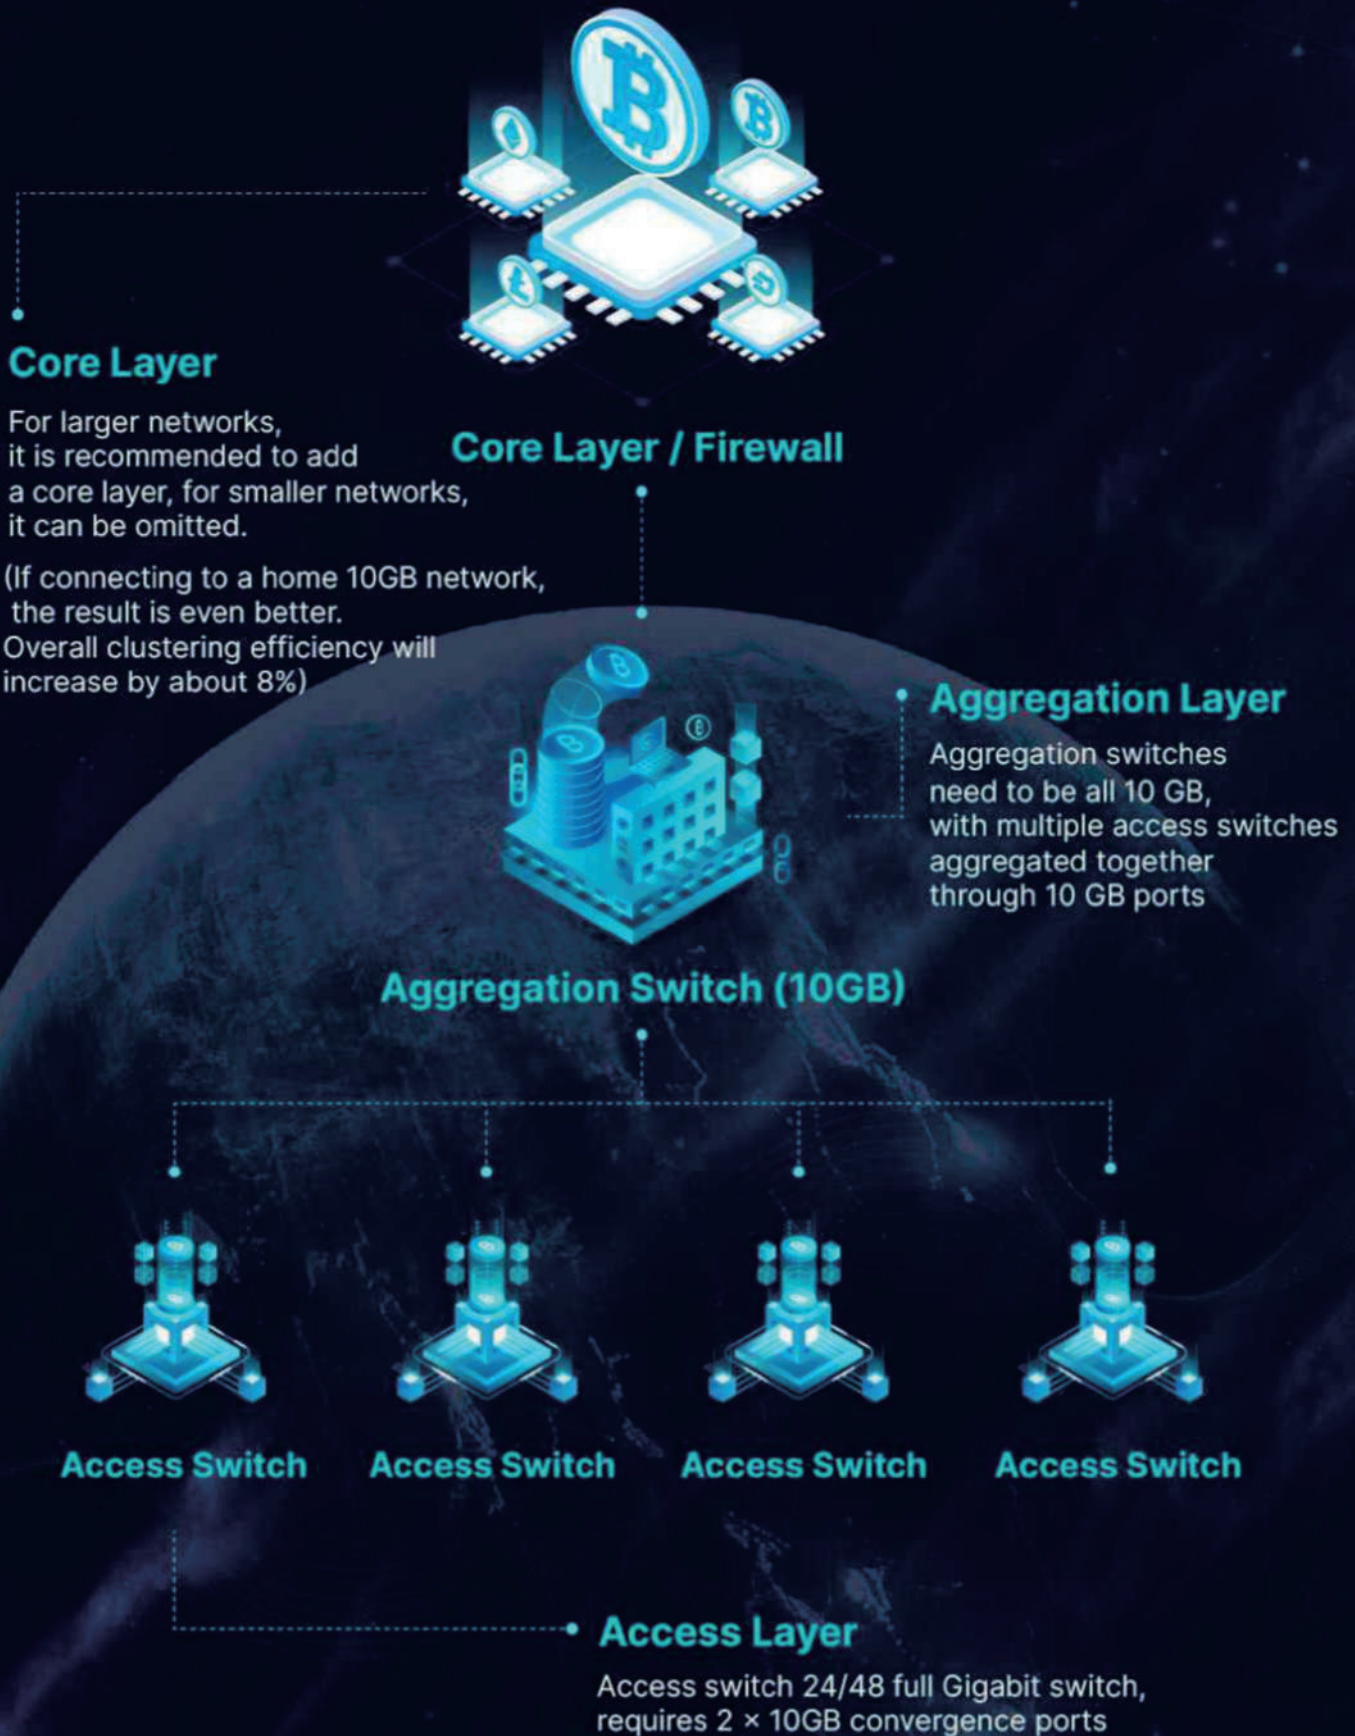 Core Layer
For larger networks,
it is recommended to add
a core layer, for smaller networks,
it can be omitted.
(If connecting to a home 10GB network,
the result is even better.
Overall clustering efficiency will
increase by about 8%)
Core Layer / Firewall
Aggregation Layer
Aggregation switches
need to be all 10 GB,
with multiple access switches
aggregated together
through 10 GB ports
Aggregation Switch (10GB)
Access Switch
Access Switch
Access Switch
Access Switch
Access Layer
Access switch 24/48 full Gigabit switch,
requires 2 × 10GB convergence ports